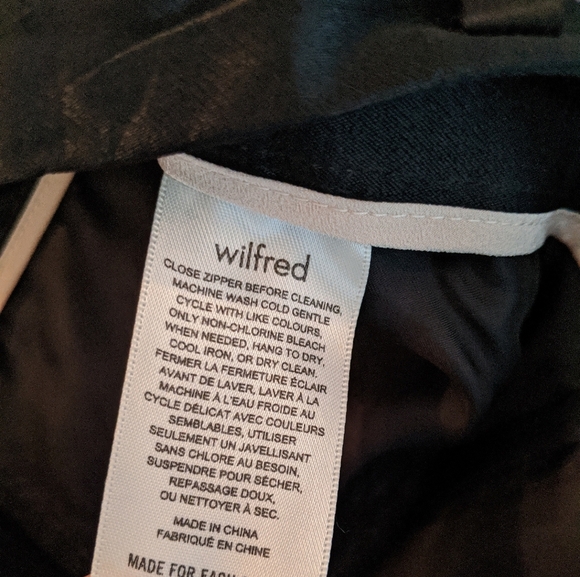 wilfred
CLOSE ZIPPER BEFORE CLEANING,
MACHINE WASH COLD GENTLE
CYCLE WITH LIKE COLOURS,
ONLY NON-CHLORINE BLEACH
WHEN NEEDED, HANG TO DRY,
COOL IRON, OR DRY CLEAN.
FERMER LA FERMETURE ÉCLAIR
AVANT DE LAVER, LAVER À LA
MACHINE À L'EAU FROIDE AU
CYCLE DÉLICAT AVEC COULEURS
SEMBLABLES, UTILISER
SEULEMENT UN JAVELLISANT
SANS CHLORE AU BESOIN,
SUSPENDRE POUR SÉCHER,
REPASSAGE DOUX,
OU NETTOYER À SEC.
MADE IN CHINA
FABRIQUÉ EN CHINE
MADE FOR